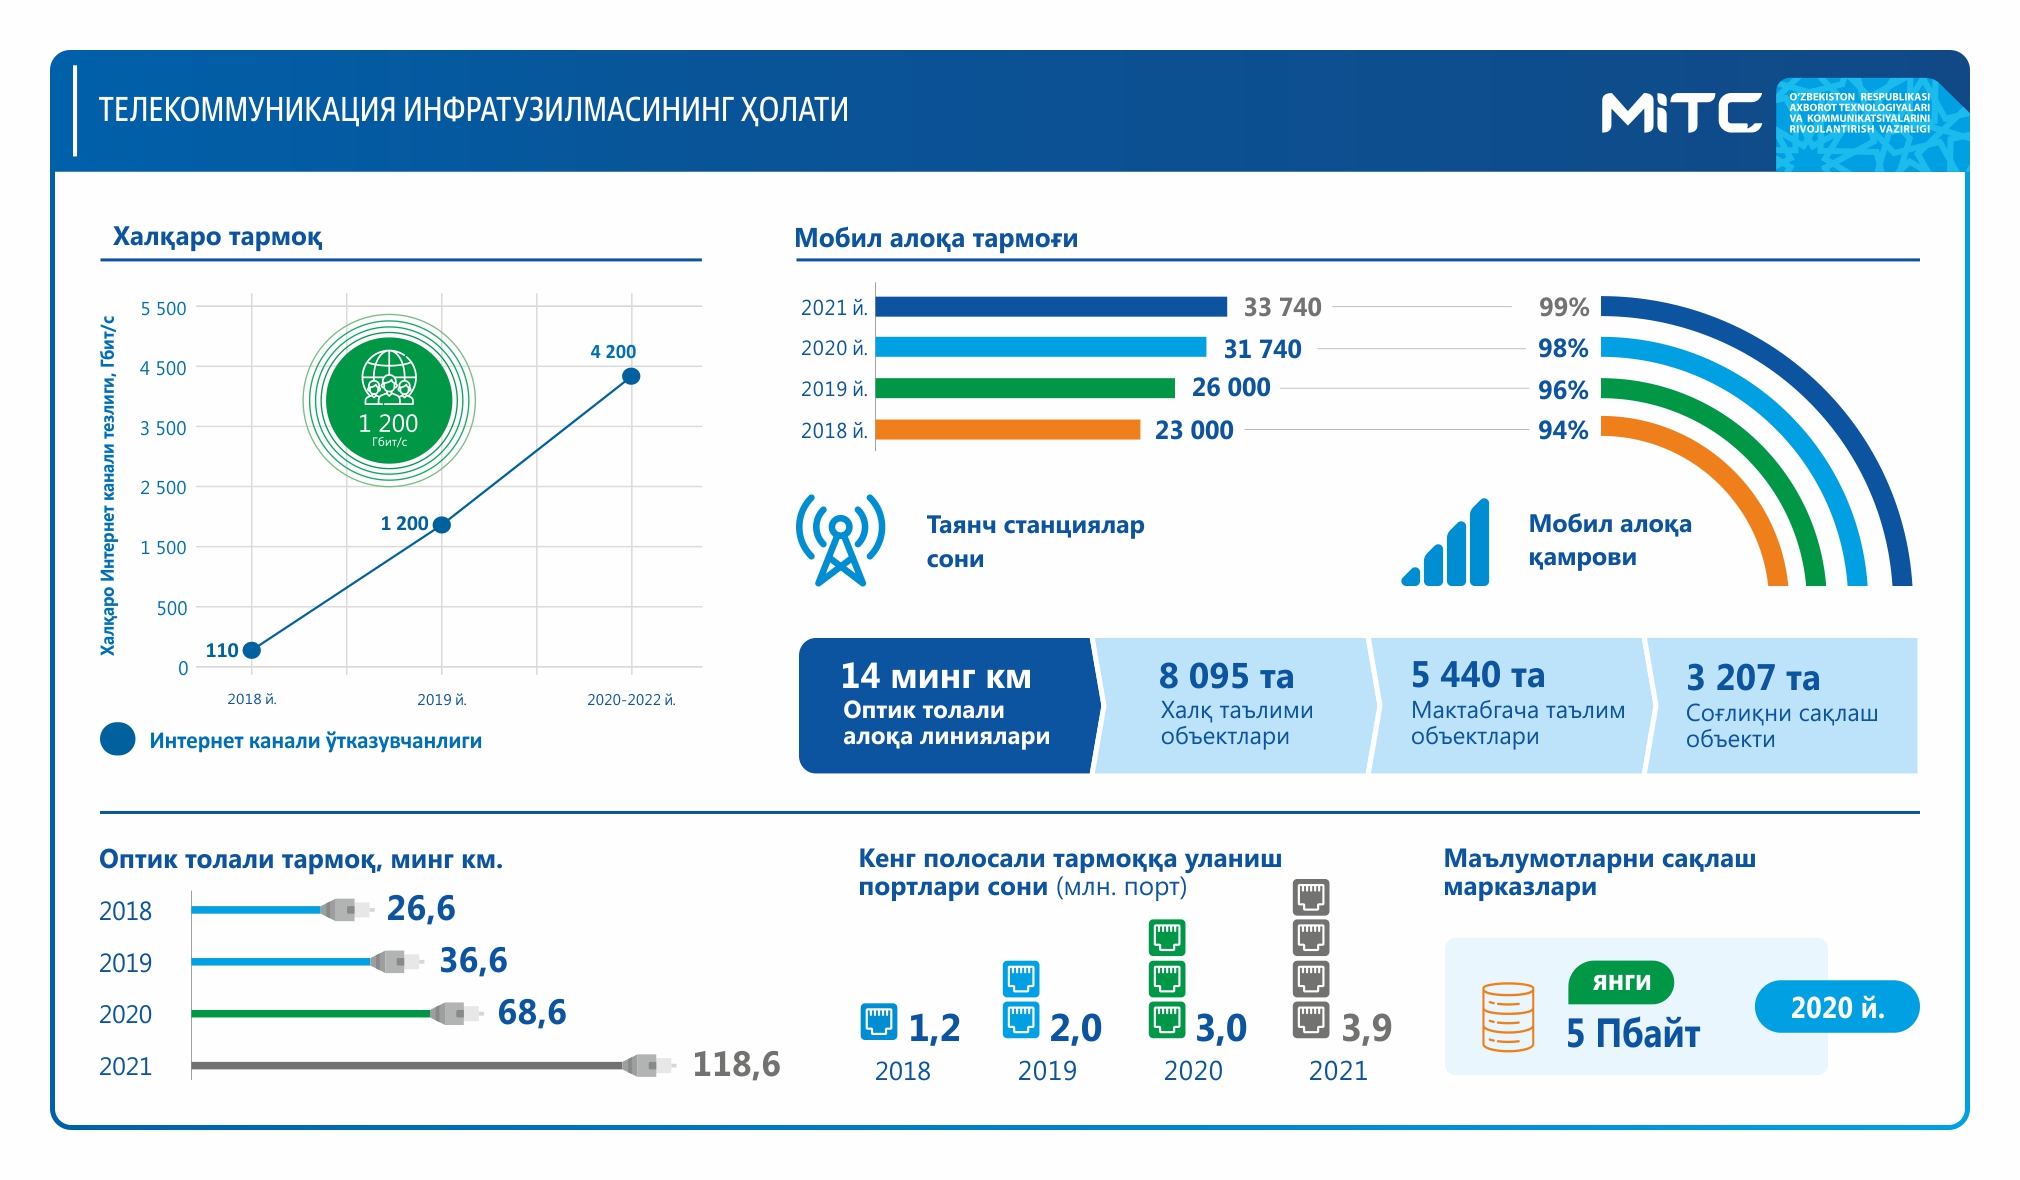 ТЕЛЕКОММУНИКАЦИЯ ИНФРАТУЗИЛМАСИНИНГ ҲОЛАТИ
MiTC
O'ZBEKISTON RESPUBLIKASI
AXBOROT TEXNOLOGIYALARI
VA KOMMUNIKATSIYALARINI
RIVOJLANTIRISH VAZIRLIGI
Халқаро тармоқ
Халқаро Интернет канали тезлиги, Гбит/с
5 500
4 500
3 500
2 500
1 500
500
0
1 200
Гбит/с
4 200
1 200
110
2018 й.
2019 й.
2020-2022 й.
Интернет канали ўтказувчанлиги
Мобил алоқа тармоғи
2021 й. 33 740 99%
2020 й. 31 740 98%
2019 й. 26 000 96%
2018 й. 23 000 94%
Таянч станциялар
сони
Мобил алоқа
қамрови
14 минг км
Оптик толали
алоқа линиялари
8 095 та
Халқ таълими
объектлари
5 440 та
Мактабгача таълим
объектлари
3 207 та
Соғлиқни сақлаш
объекти
Оптик толали тармоқ, минг км.
2018 26,6
2019 36,6
2020 68,6
2021 118,6
Кенг полосали тармоққа уланиш
портлари сони (млн. порт)
1,2
2,0
3,0
3,9
2018
2019
2020
2021
Маълумотларни сақлаш
марказлари
ЯНГИ
5 Пбайт
2020 й.